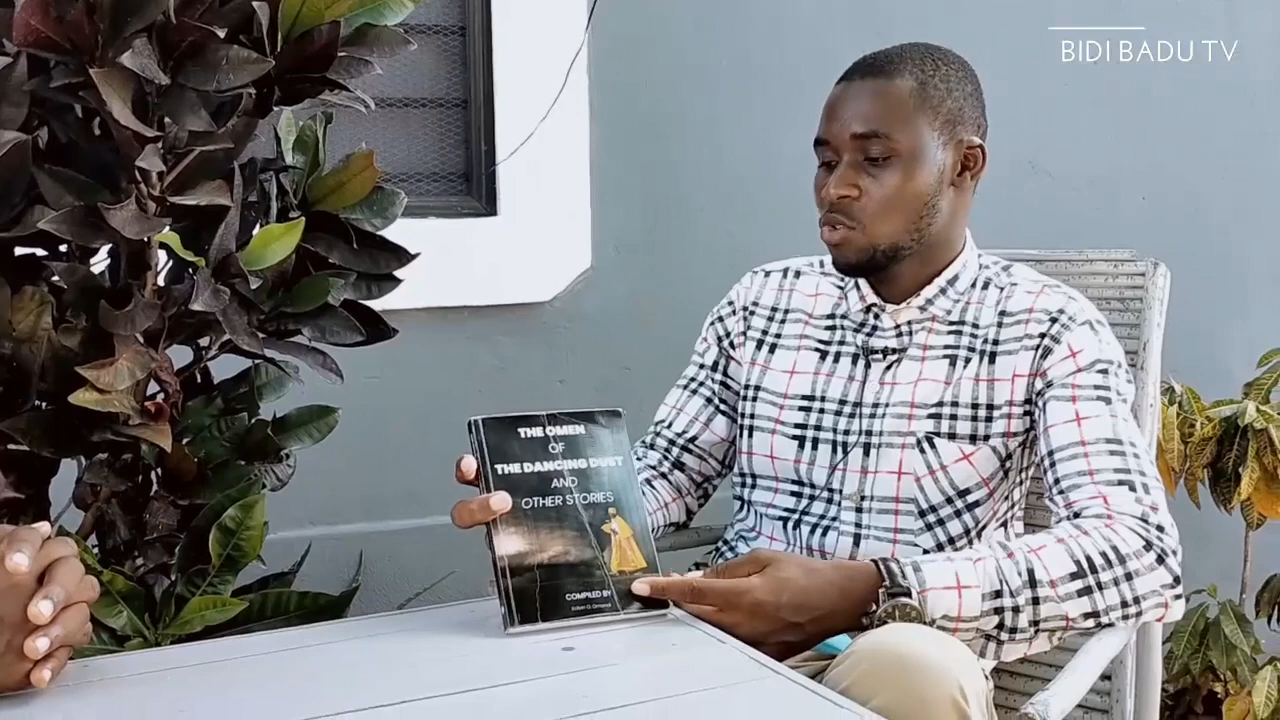 BIDI BADU TV
THE OMEN
OF
THE DANCING DUST
AND
OTHER STORIES
COMPILED BY